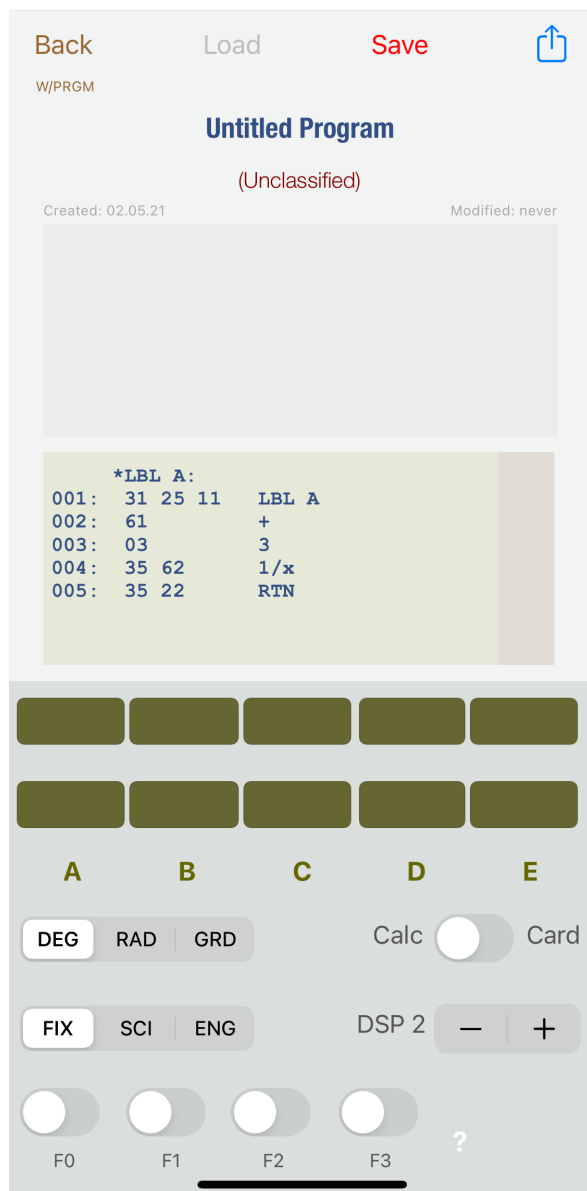 Back Load Save
W/PRGM
Untitled Program
(Unclassified)
Created: 02.05.21 Modified: never
*LBL A:
001: 31 25 11 LBL A
002: 61 +
003: 03 3
004: 35 62 1/x
005: 35 22 RTN
A B C D E
DEG RAD GRD Calc Card
FIX SCI ENG DSP 2 — +
F0 F1 F2 F3 ?